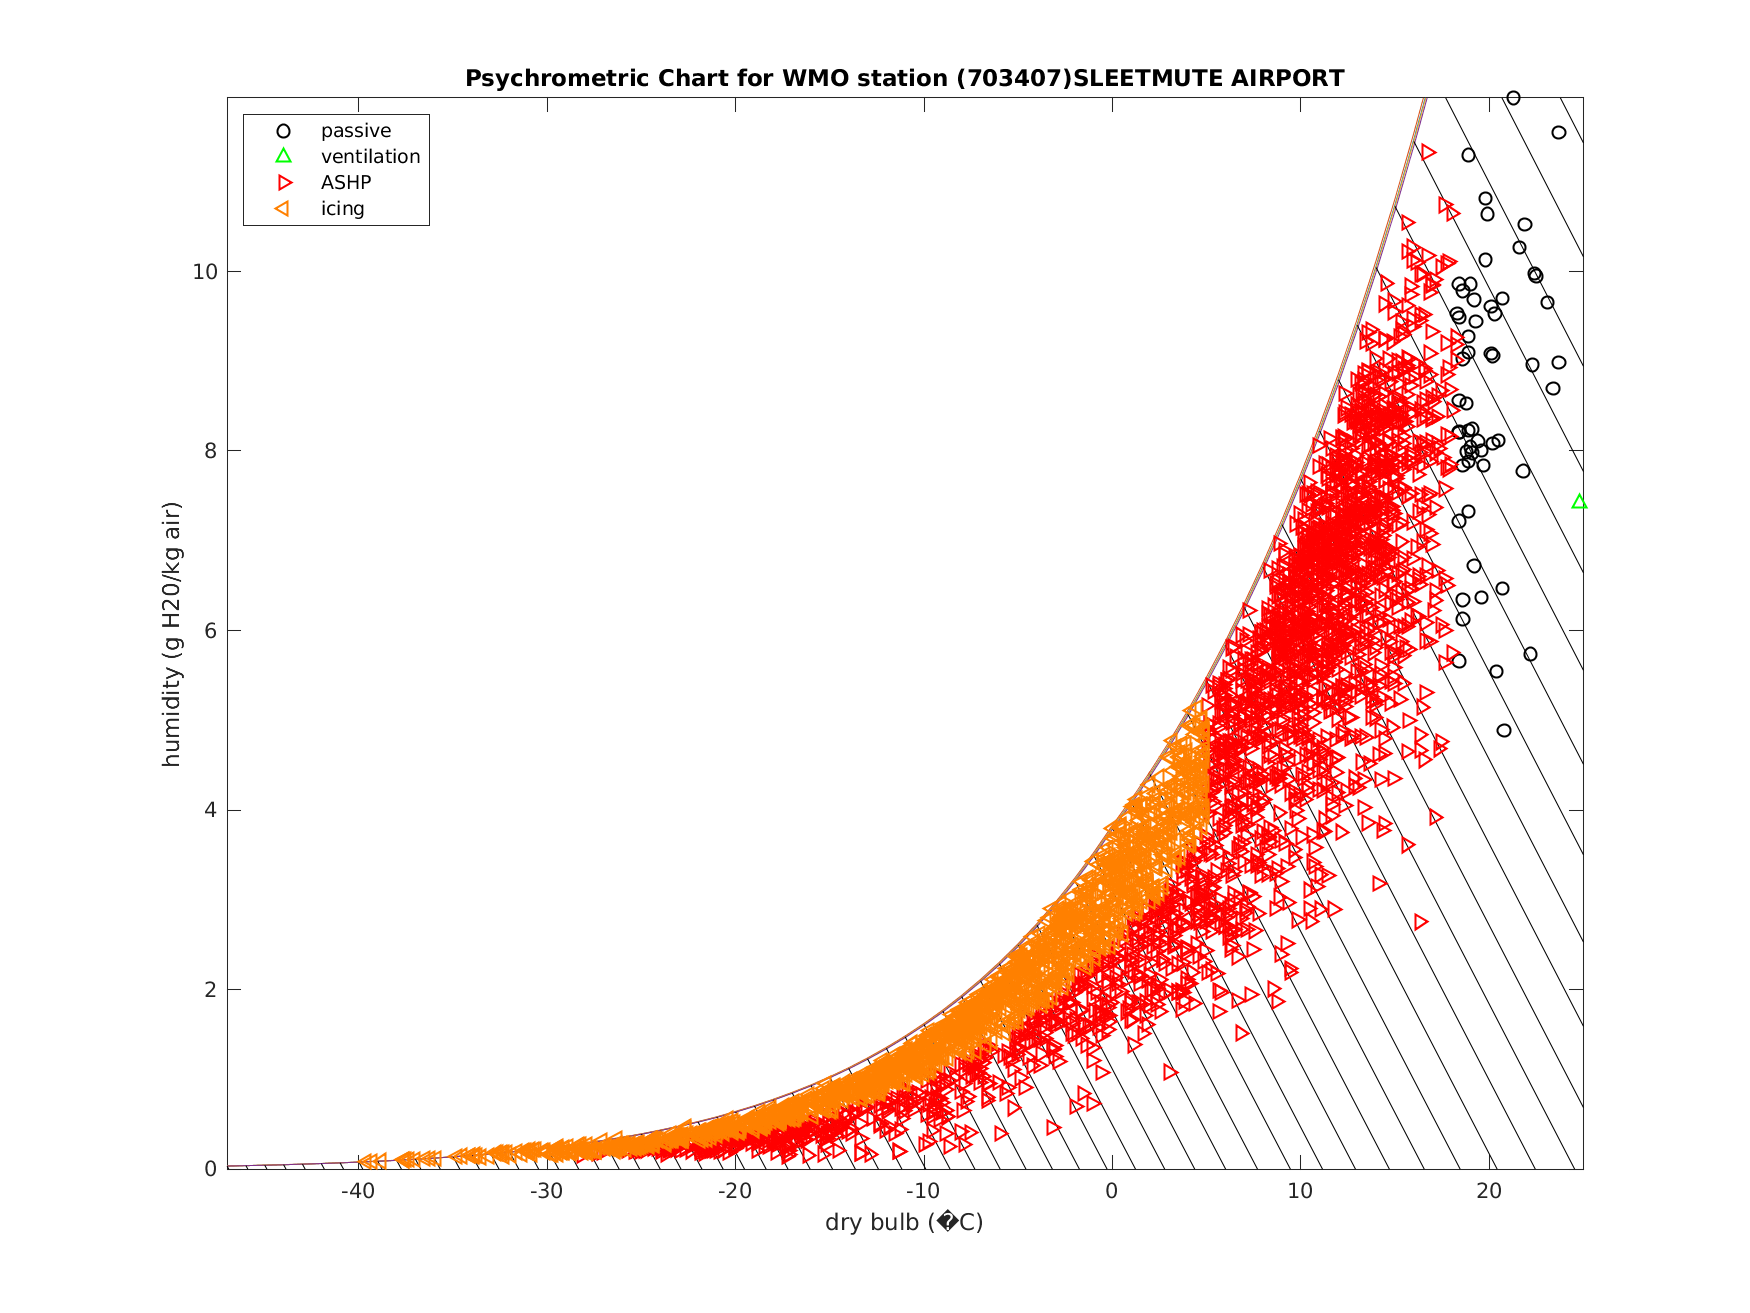 Psychrometric Chart for WMO station (703407)SLEETMUTE AIRPORT
passive
ventilation
ASHP
icing
humidity (g H20/kg air)
10
8
6
4
2
0
-40 -30 -20 -10 0 10 20
dry bulb (�C)